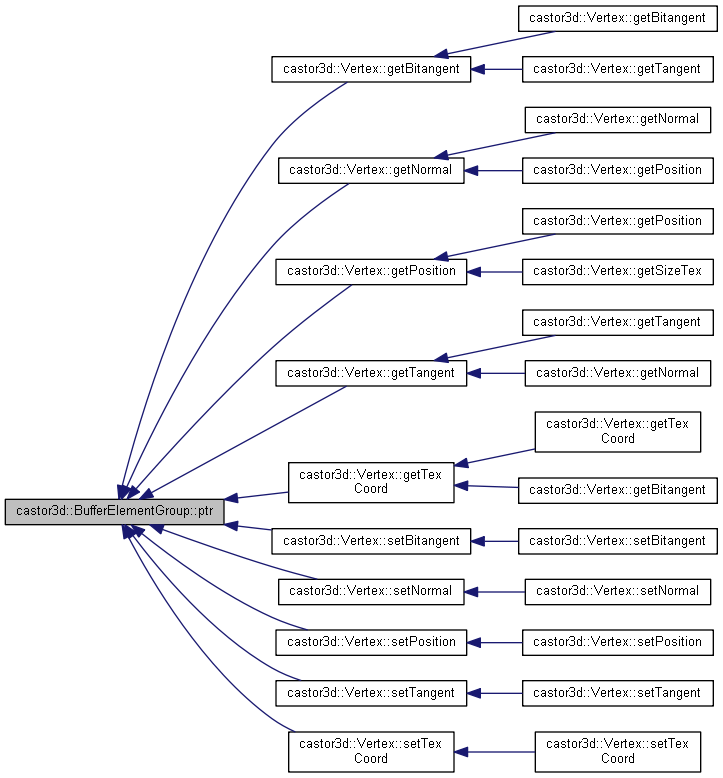 castor3d::Vertex::getBitangent
castor3d::Vertex::getBitangent
castor3d::Vertex::getTangent
castor3d::Vertex::getNormal
castor3d::Vertex::getNormal
castor3d::Vertex::getPosition
castor3d::Vertex::getPosition
castor3d::Vertex::getPosition
castor3d::Vertex::getSizeTex
castor3d::Vertex::getTangent
castor3d::Vertex::getTangent
castor3d::Vertex::getNormal
castor3d::Vertex::getTex
Coord
castor3d::Vertex::getTex
Coord
castor3d::Vertex::getBitangent
castor3d::BufferElementGroup::ptr
castor3d::Vertex::setBitangent
castor3d::Vertex::setBitangent
castor3d::Vertex::setNormal
castor3d::Vertex::setNormal
castor3d::Vertex::setPosition
castor3d::Vertex::setPosition
castor3d::Vertex::setTangent
castor3d::Vertex::setTangent
castor3d::Vertex::setTex
Coord
castor3d::Vertex::setTex
Coord